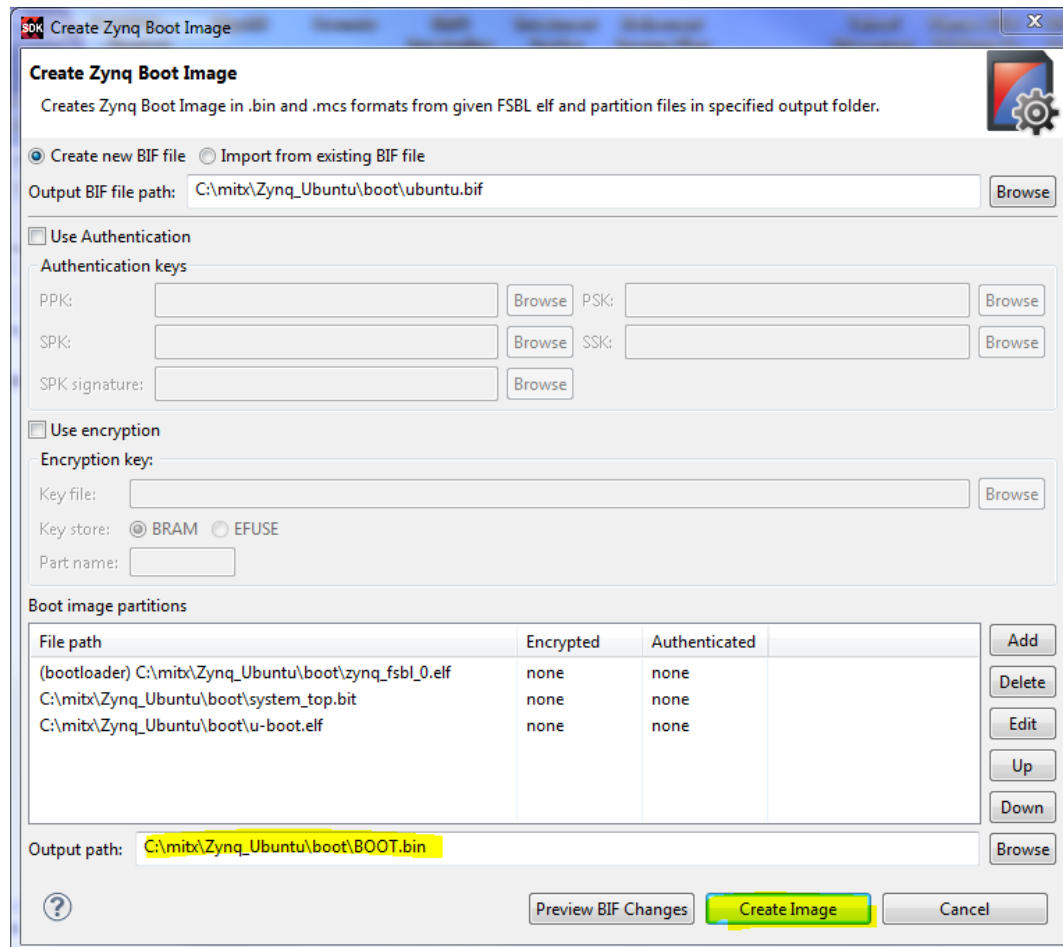 SDK Create Zynq Boot Image
X
Create Zynq Boot Image
Creates Zynq Boot Image in .bin and .mcs formats from given FSBL elf and partition files in specified output folder.
Create new BIF file Import from existing BIF file
Output BIF file path: C:\mitx\Zynq_Ubuntu\boot\ubuntu.bif Browse
Use Authentication
Authentication keys
PPK: Browse PSK: Browse
SPK: Browse SSK: Browse
SPK signature: Browse
Use encryption
Encryption key:
Key file: Browse
Key store: BRAM EFUSE
Part name:
Boot image partitions
File path Encrypted Authenticated Add
(bootloader) C:\mitx\Zynq_Ubuntu\boot\zynq_fsbl_0.elf none none Delete
C:\mitx\Zynq_Ubuntu\boot\system_top.bit none none
C:\mitx\Zynq_Ubuntu\boot\u-boot.elf none none Edit
Up
Down
Output path: C:\mitx\Zynq_Ubuntu\boot\BOOT.bin Browse
? Preview BIF Changes Create Image Cancel